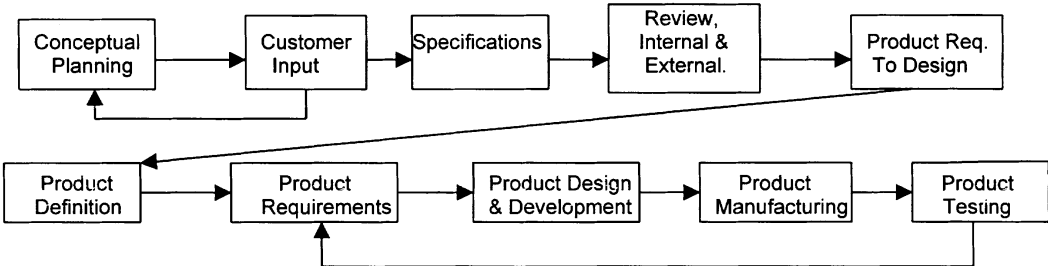 Conceptual
Planning
Customer
Input
Specifications
Review,
Internal &
External.
Product Req.
To Design
Product
Definition
Product
Requirements
Product Design
& Development
Product
Manufacturing
Product
Testing